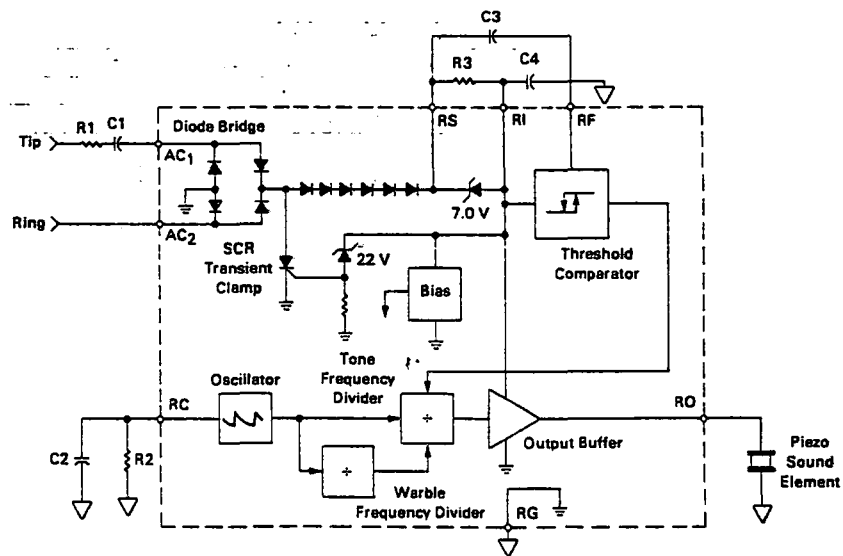 C3
R3
C4
RS
RI
RF
R1
C1
Diode Bridge
Tip
AC1
7.0 V
Ring
AC2
SCR
Transient
Clamp
22 V
Threshold
Comparator
Bias
Tone
Frequency
Divider
Oscillator
RC
÷
RO
Output Buffer
C2
R2
÷
Piezo
Sound
Element
Warble
Frequency Divider
RG